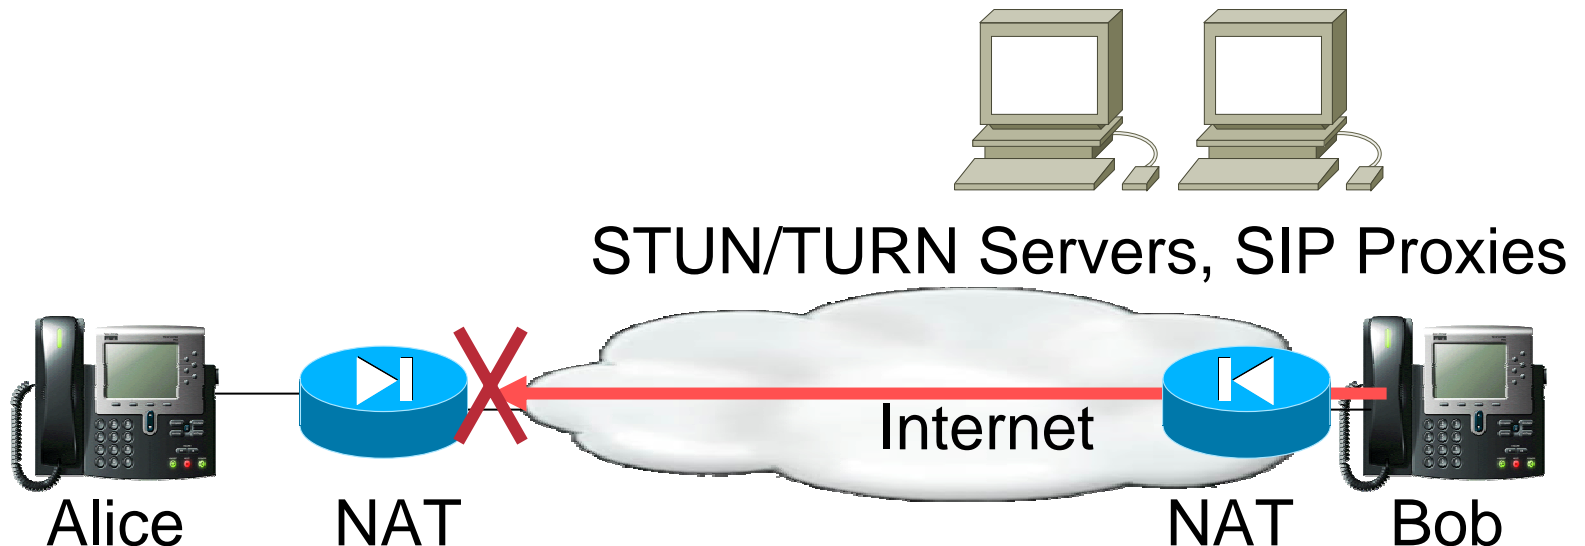 STUN/TURN Servers, SIP Proxies
Internet
Alice
NAT
NAT
Bob